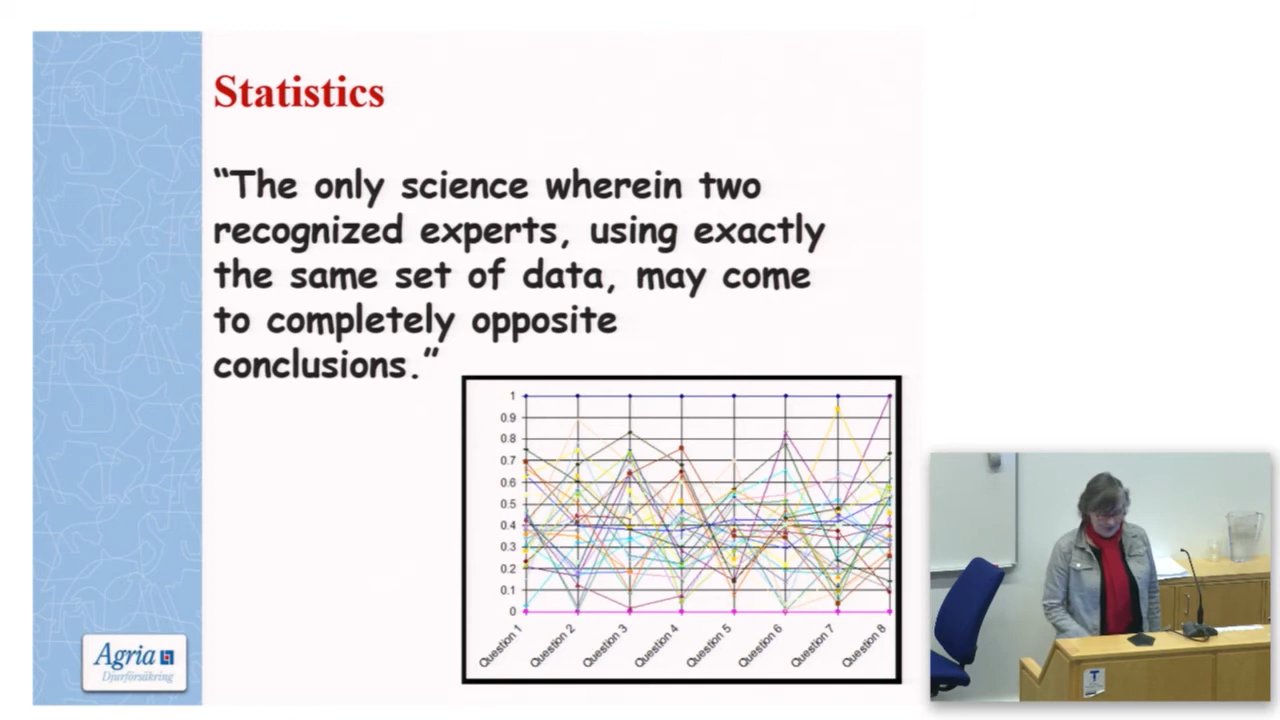 Statistics
“The only science wherein two
recognized experts, using exactly
the same set of data, may come
to completely opposite
conclusions.”
1
0.9
0.8
0.7
0.6
0.5
0.4
0.3
0.2
0.1
0
Question 1
Question 2
Question 3
Question 4
Question 5
Question 6
Question 7
Question 8
Agria
Djurförsäkring
T